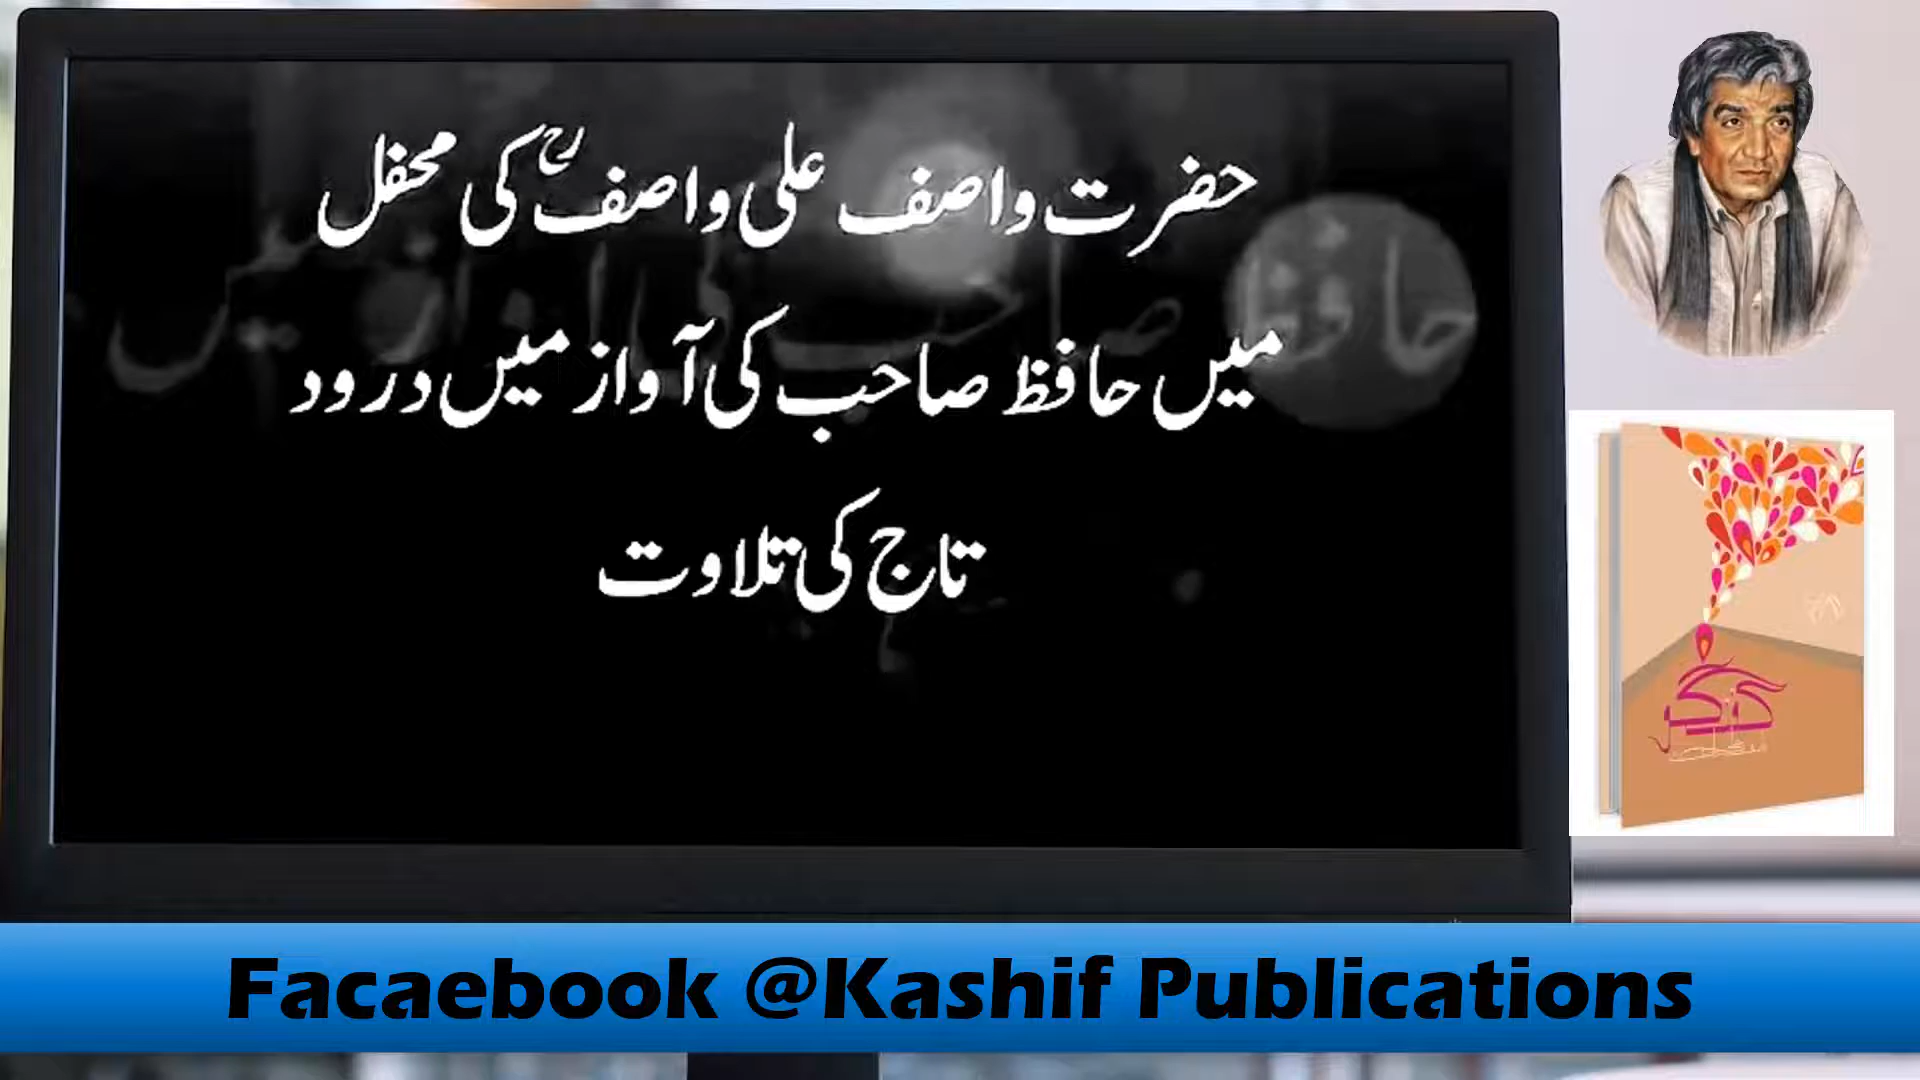 حضرت واصف علی واصفؒ کی محفل
میں حافظ صاحب کی آواز میں درود
تاج کی تلاوت
Facaebook @Kashif Publications